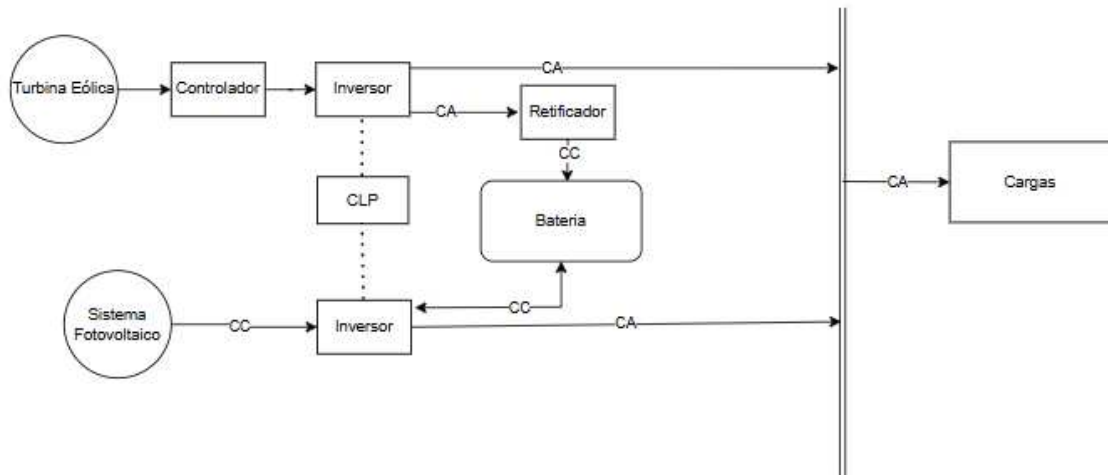 CA
Turbina Eólica
Controlador
Inversor
CA
Retificador
CC
CA
Cargas
CLP
Bateria
CC
Sistema
Fotovoltaico
CC
Inversor
CA